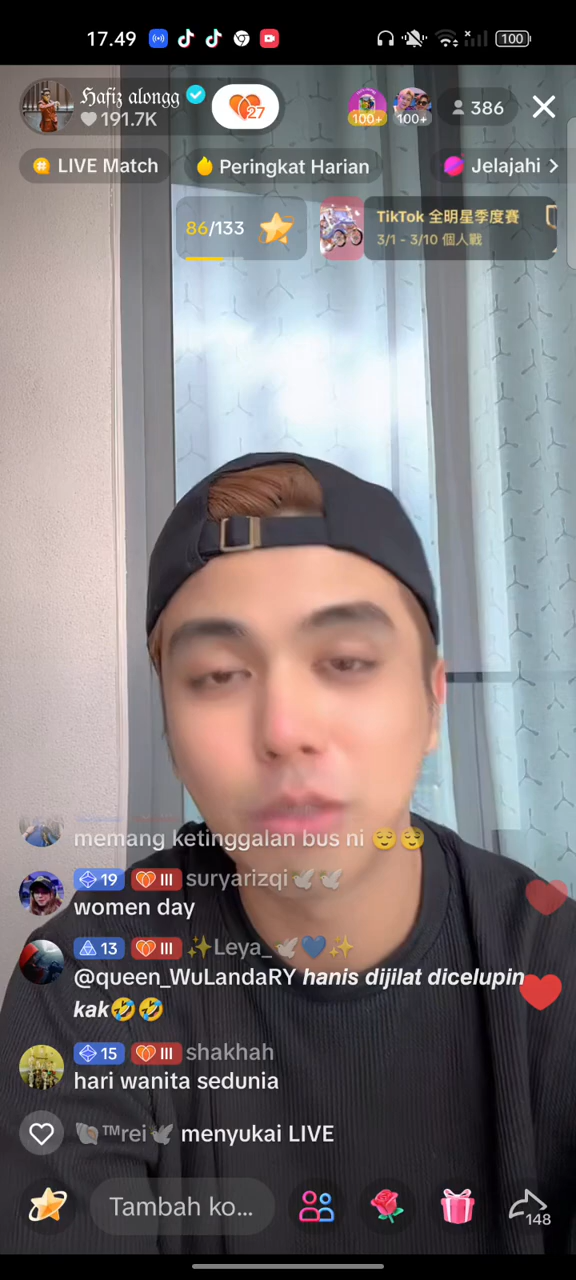 17.49
100
ℌafiz alongg
191.7K
27
100+
100+
386
LIVE Match
Peringkat Harian
Jelajahi
86/133
TikTok 全明星季度賽
3/1 - 3/10 個人戰
memang ketinggalan bus ni 😌😌
19 III suryarizqi🕊️🕊️
women day
13 III ✨Leya_🕊️💙✨
@queen_WuLandaRY hanis dijilat dicelupin
kak🤣🤣
15 III shakhah
hari wanita sedunia
🐚™rei🕊️ menyukai LIVE
Tambah ko...
148